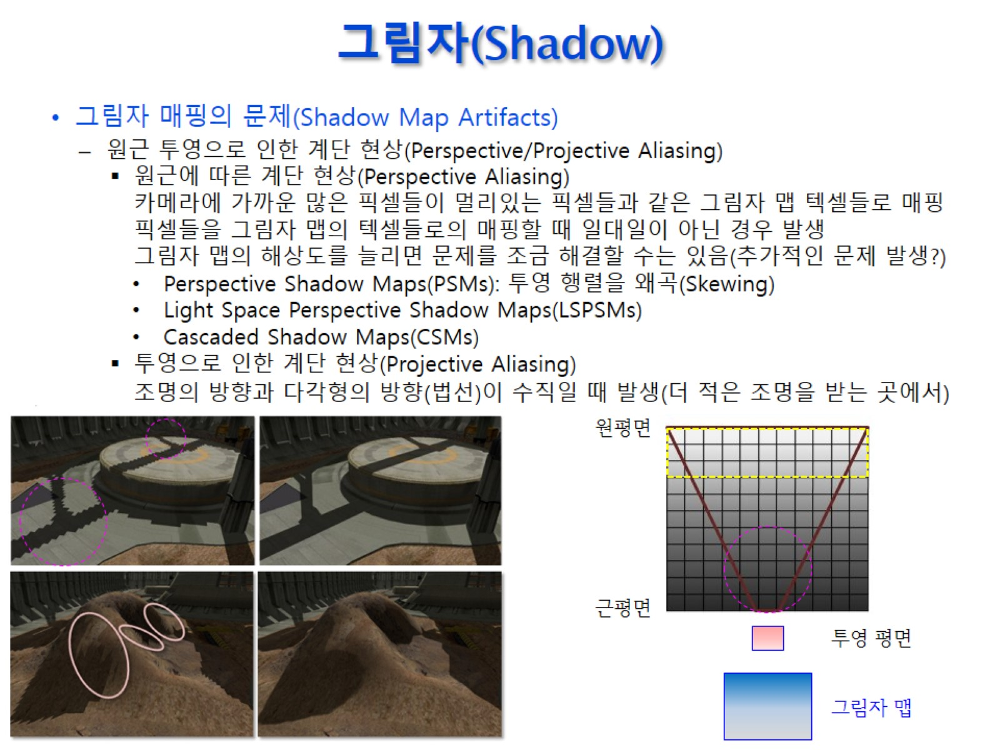 그림자(Shadow)
• 그림자 매핑의 문제(Shadow Map Artifacts)
– 원근 투영으로 인한 계단 현상(Perspective/Projective Aliasing)
▪ 원근에 따른 계단 현상(Perspective Aliasing)
카메라에 가까운 많은 픽셀들이 멀리있는 픽셀들과 같은 그림자 맵 텍셀들로 매핑
픽셀들을 그림자 맵의 텍셀들로의 매핑할 때 일대일이 아닌 경우 발생
그림자 맵의 해상도를 늘리면 문제를 조금 해결할 수는 있음(추가적인 문제 발생?)
• Perspective Shadow Maps(PSMs): 투영 행렬을 왜곡(Skewing)
• Light Space Perspective Shadow Maps(LSPSMs)
• Cascaded Shadow Maps(CSMs)
▪ 투영으로 인한 계단 현상(Projective Aliasing)
조명의 방향과 다각형의 방향(법선)이 수직일 때 발생(더 적은 조명을 받는 곳에서)
원평면
근평면
투영 평면
그림자 맵